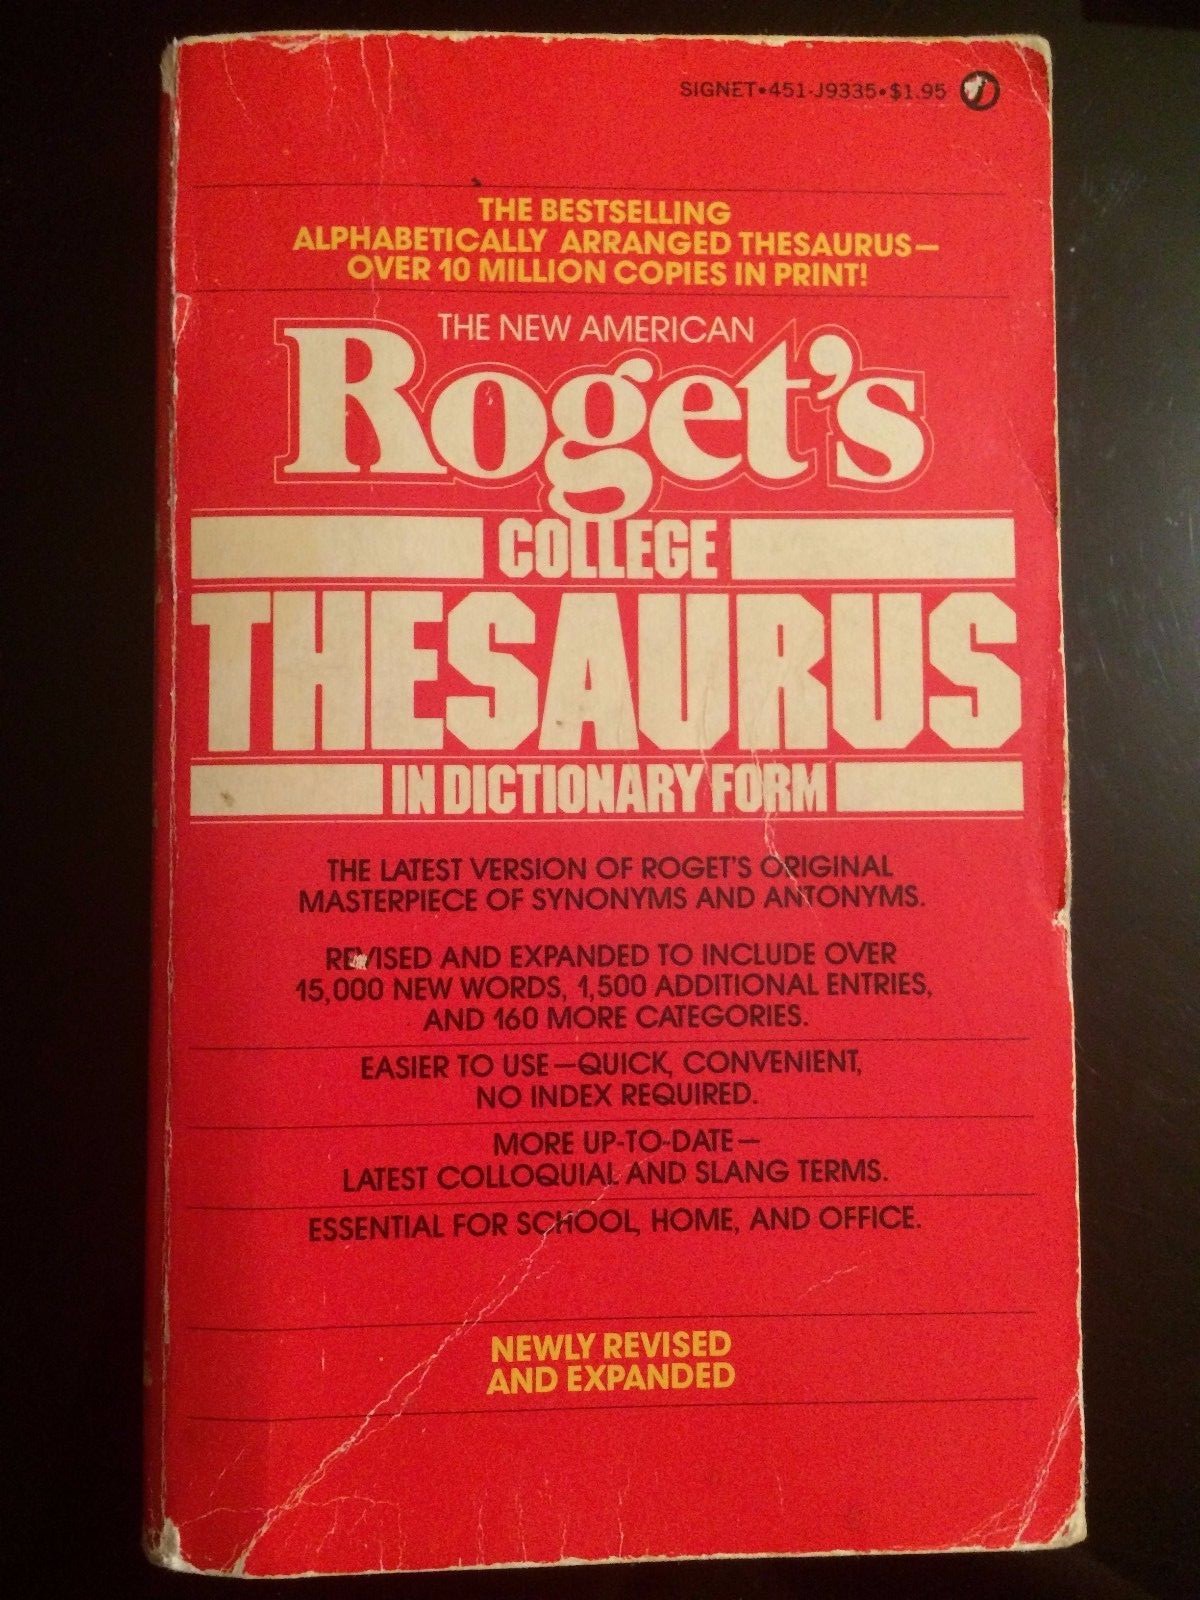 SIGNET•451-J9335•$1.95
THE BESTSELLING
ALPHABETICALLY ARRANGED THESAURUS—
OVER 10 MILLION COPIES IN PRINT!
THE NEW AMERICAN
Roget's
COLLEGE
THESAURUS
IN DICTIONARY FORM
THE LATEST VERSION OF ROGET'S ORIGINAL
MASTERPIECE OF SYNONYMS AND ANTONYMS.
REVISED AND EXPANDED TO INCLUDE OVER
15,000 NEW WORDS, 1,500 ADDITIONAL ENTRIES,
AND 160 MORE CATEGORIES.
EASIER TO USE—QUICK, CONVENIENT,
NO INDEX REQUIRED.
MORE UP-TO-DATE—
LATEST COLLOQUIAL AND SLANG TERMS.
ESSENTIAL FOR SCHOOL, HOME, AND OFFICE.
NEWLY REVISED
AND EXPANDED